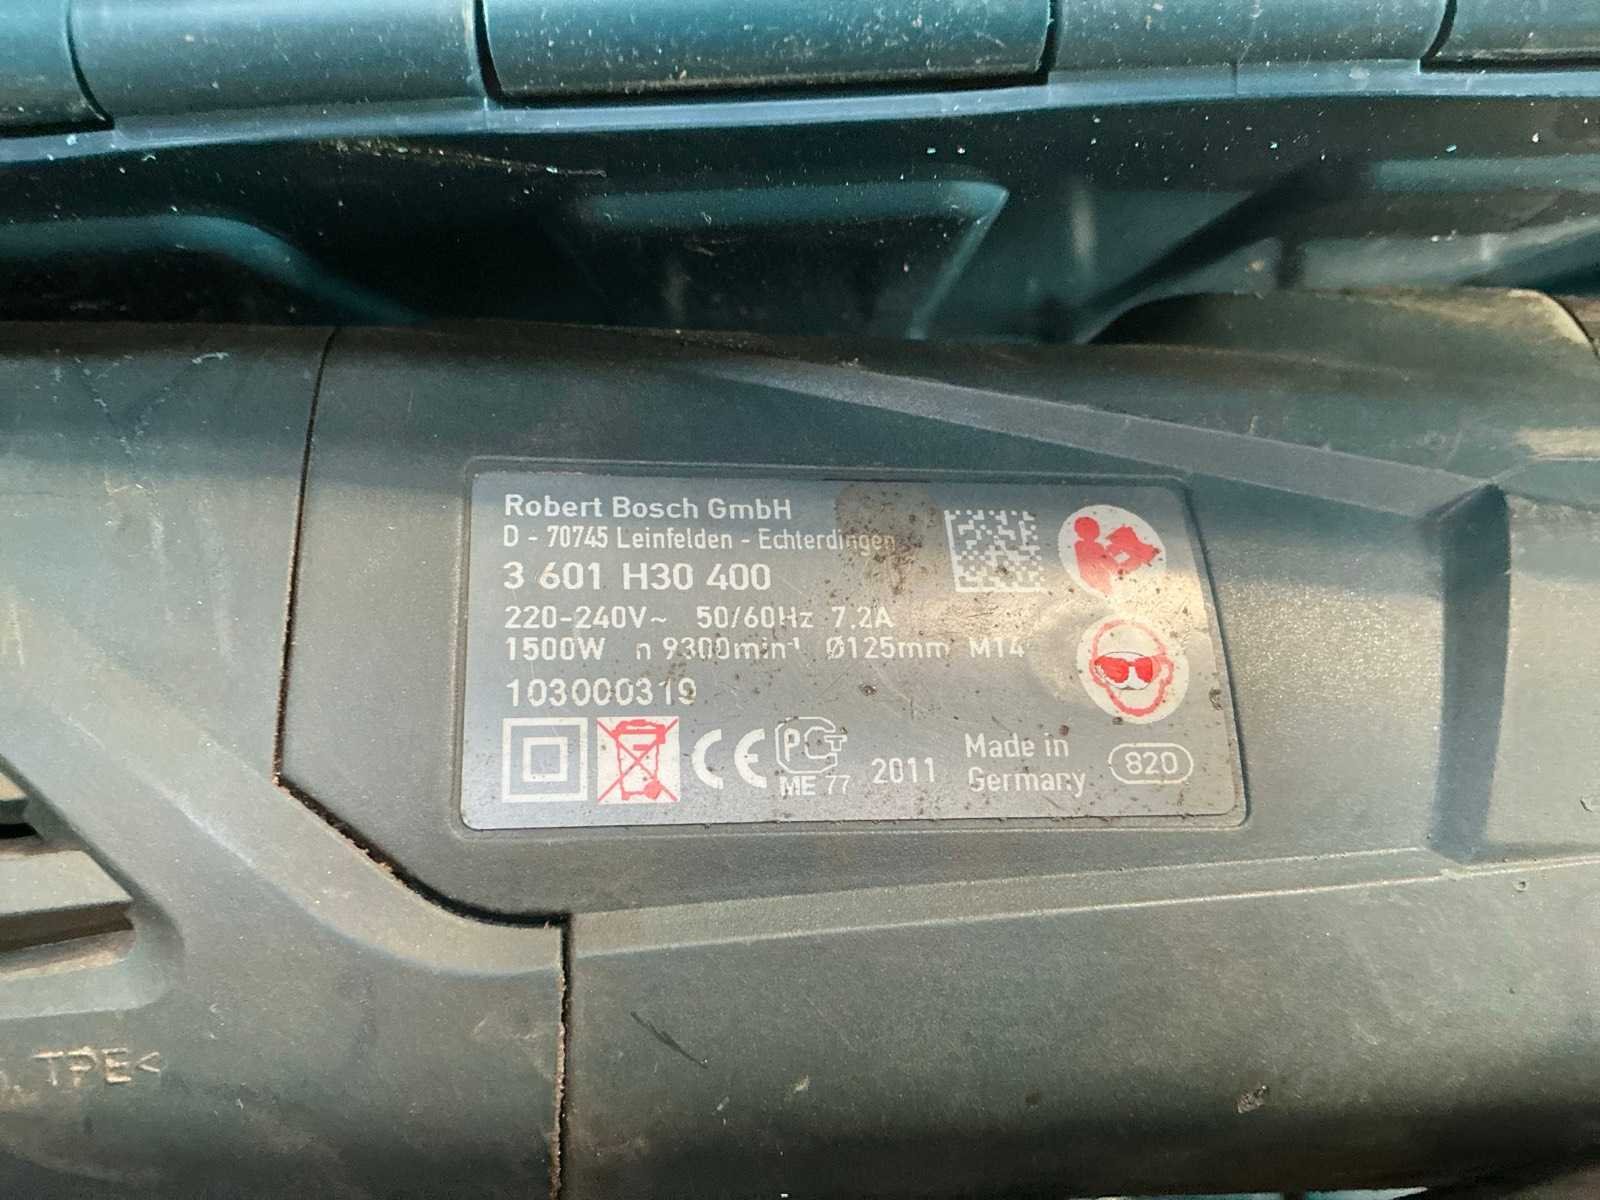 Robert Bosch GmbH
D - 70745 Leinfelden - Echterdingen
3 601 H30 400
220-240V~ 50/60Hz 7,2A
1500W n 9300min-¹ Ø125mm M14
103000319
CE PCT ME 77 2011 Made in Germany 820
TPE<